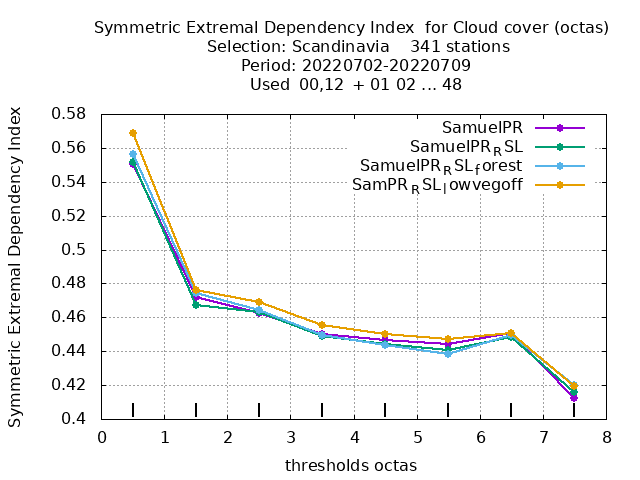 Symmetric Extremal Dependency Index  for Cloud cover (octas)
Selection: Scandinavia    341 stations
Period: 20220702-20220709
Used  00,12  + 01 02 ... 48
Symmetric Extremal Dependency Index
0.58
0.56
0.54
0.52
0.5
0.48
0.46
0.44
0.42
0.4
SamuelPR
SamuelPR_RSL
SamuelPR_RSL_forest
SamPR_RSL_lowvegoff
0 1 2 3 4 5 6 7 8
thresholds octas